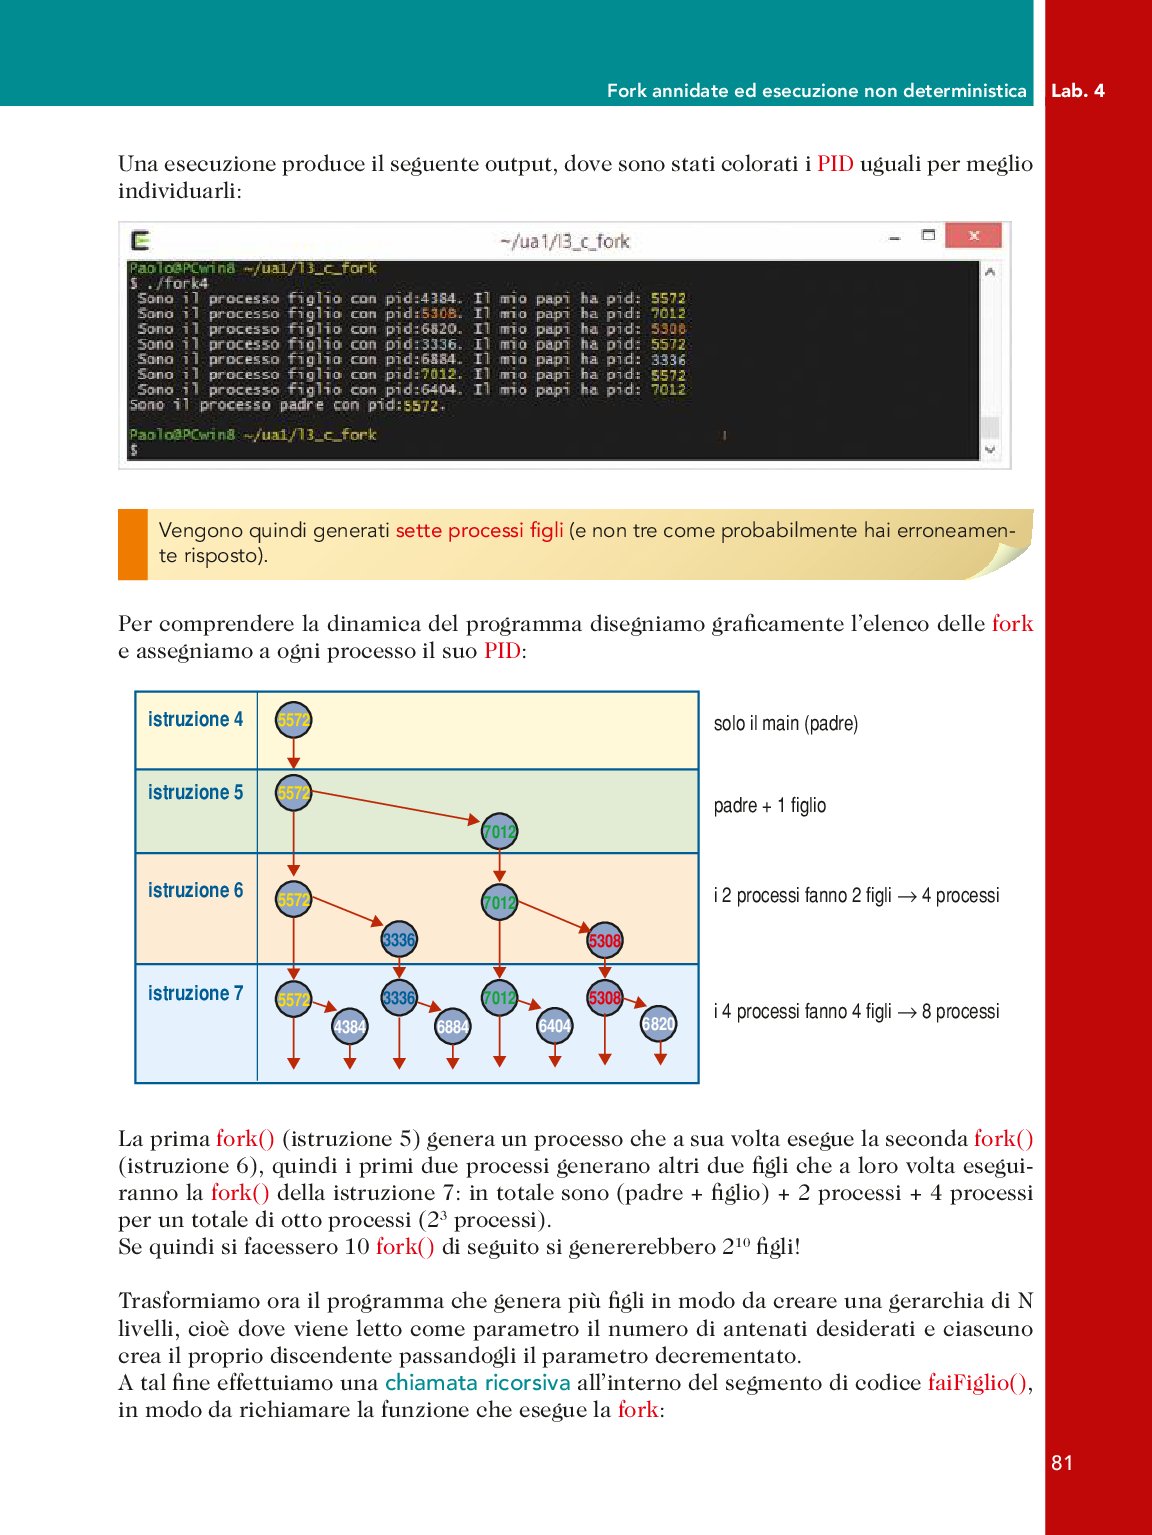 Fork annidate ed esecuzione non deterministica Lab. 4
Una esecuzione produce il seguente output, dove sono stati colorati i PID uguali per meglio
individuarli:
~/ua1/l3_c_fork
Paolo@PCwin8 ~/ua1/l3_c_fork
$ ./fork4
Sono il processo figlio con pid:4384. Il mio papi ha pid: 5572
Sono il processo figlio con pid:5308. Il mio papi ha pid: 7012
Sono il processo figlio con pid:6820. Il mio papi ha pid: 5308
Sono il processo figlio con pid:3336. Il mio papi ha pid: 5572
Sono il processo figlio con pid:6884. Il mio papi ha pid: 3336
Sono il processo figlio con pid:7012. Il mio papi ha pid: 5572
Sono il processo figlio con pid:6404. Il mio papi ha pid: 7012
Sono il processo padre con pid:5572.
Paolo@PCwin8 ~/ua1/l3_c_fork
$
Vengono quindi generati sette processi figli (e non tre come probabilmente hai erroneamen-
te risposto).
Per comprendere la dinamica del programma disegniamo graficamente l'elenco delle fork
e assegniamo a ogni processo il suo PID:
istruzione 4 5572 solo il main (padre)
istruzione 5 5572 7012 padre + 1 figlio
istruzione 6 5572 3336 7012 5308 i 2 processi fanno 2 figli → 4 processi
istruzione 7 5572 4384 3336 6884 7012 6404 5308 6820 i 4 processi fanno 4 figli → 8 processi
La prima fork() (istruzione 5) genera un processo che a sua volta esegue la seconda fork()
(istruzione 6), quindi i primi due processi generano altri due figli che a loro volta esegui-
ranno la fork() della istruzione 7: in totale sono (padre + figlio) + 2 processi + 4 processi
per un totale di otto processi (2³ processi).
Se quindi si facessero 10 fork() di seguito si genererebbero 2¹⁰ figli!
Trasformiamo ora il programma che genera più figli in modo da creare una gerarchia di N
livelli, cioè dove viene letto come parametro il numero di antenati desiderati e ciascuno
crea il proprio discendente passandogli il parametro decrementato.
A tal fine effettuiamo una chiamata ricorsiva all'interno del segmento di codice faiFiglio(),
in modo da richiamare la funzione che esegue la fork:
81